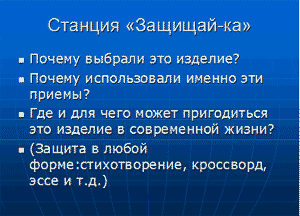 Станция «Защищай-ка»
Почему выбрали это изделие?
Почему использовали именно эти
приемы?
Где и для чего может пригодиться
это изделие в современной жизни?
(Защита в любой
форме:стихотворение, кроссворд,
эссе и т.д.)